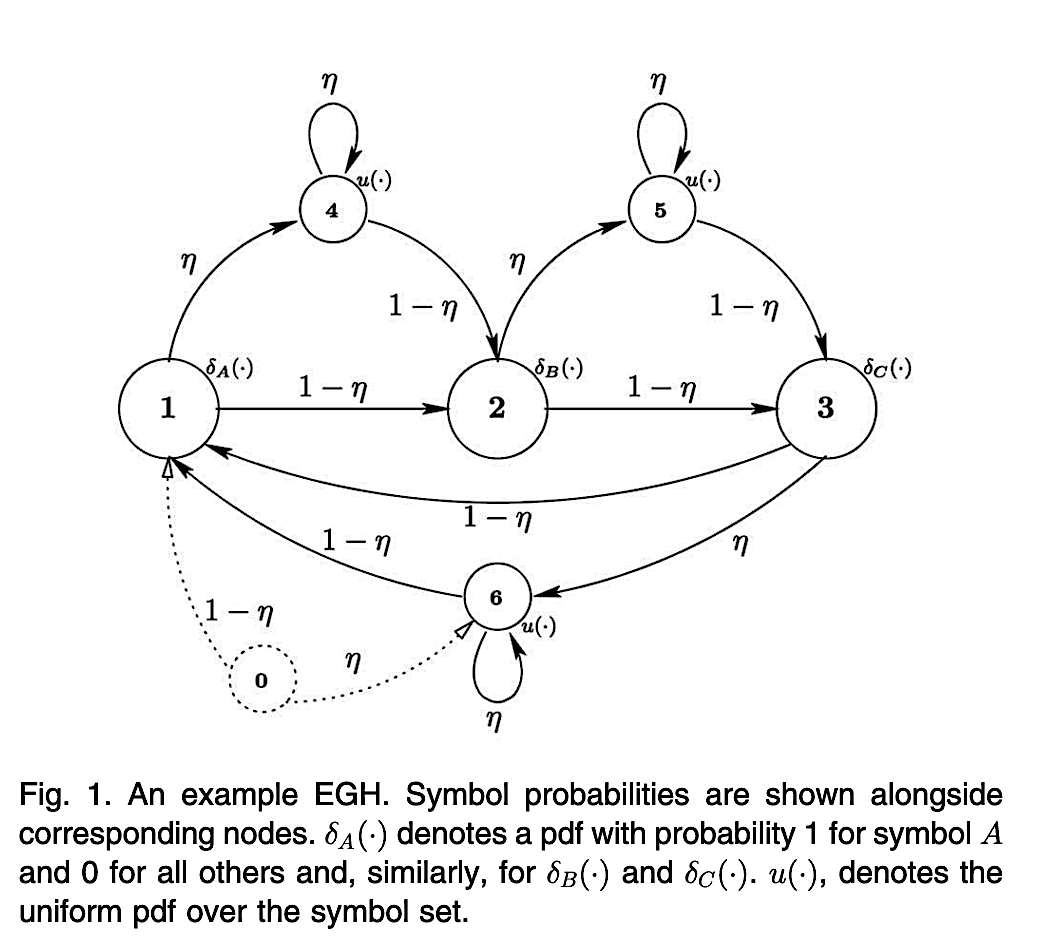 η η
4 u(·) 5 u(·)
η 1 − η η 1 − η
1 δA(·) 1 − η 2 δB(·) 1 − η 3 δC(·)
1 − η
1 − η η
6 u(·)
1 − η
0 η
η
Fig. 1. An example EGH. Symbol probabilities are shown alongside
corresponding nodes. δA(·) denotes a pdf with probability 1 for symbol A
and 0 for all others and, similarly, for δB(·) and δC(·). u(·), denotes the
uniform pdf over the symbol set.